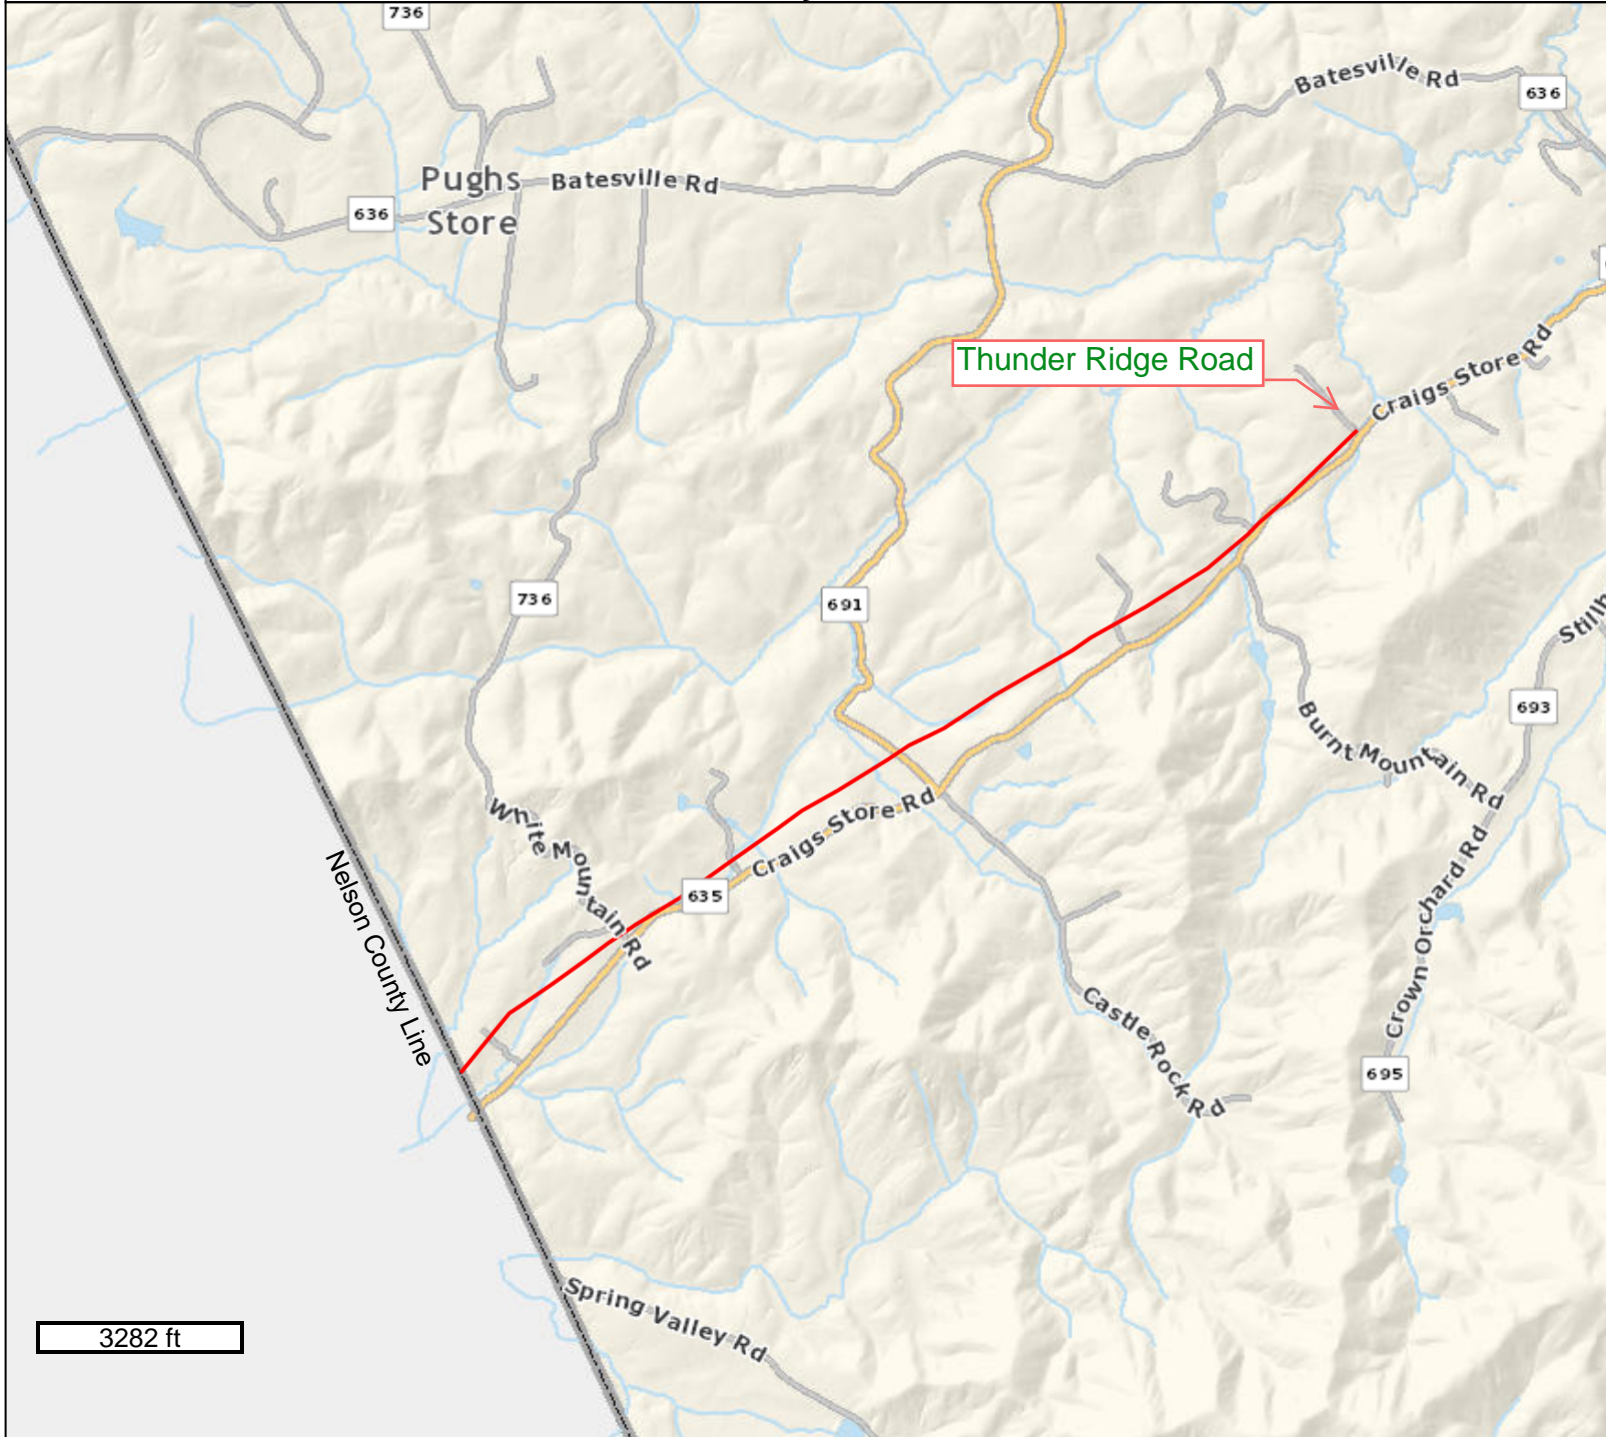 736
Batesville Rd
636
Pughs
Store
Batesville Rd
636
Thunder Ridge Road
Craigs Store Rd
736
691
693
Burnt Mountain Rd
White Mountain Rd
Craigs Store Rd
635
Nelson County Line
Crown Orchard Rd
Castle Rock Rd
695
Spring Valley Rd
3282 ft